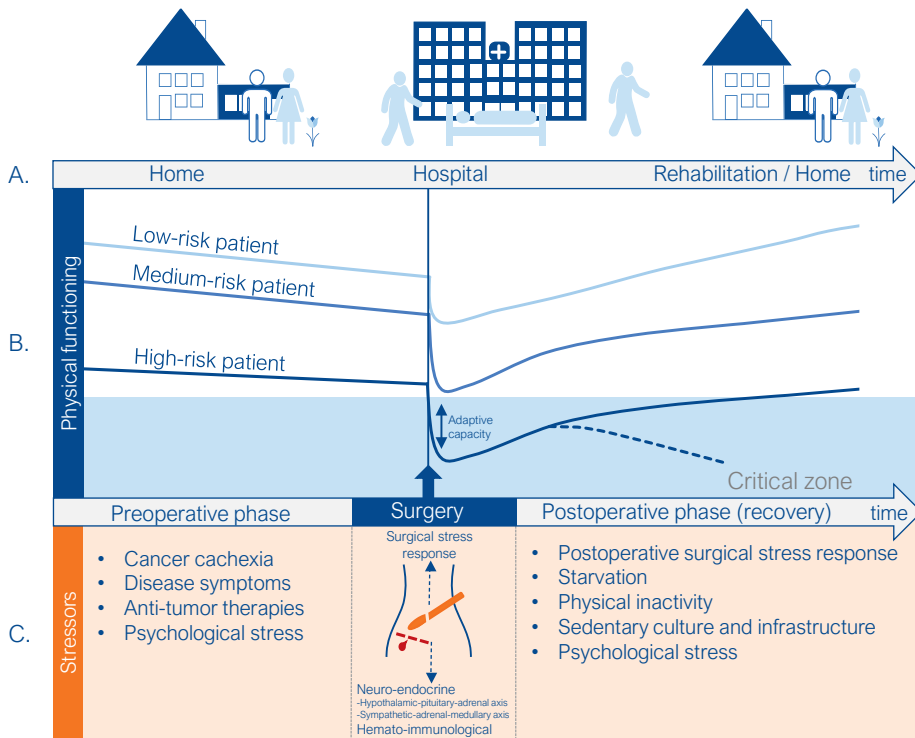 A.
Home
Hospital
Rehabilitation / Home
time
Physical functioning
B.
Low-risk patient
Medium-risk patient
High-risk patient
Adaptive
capacity
Critical zone
Preoperative phase
Surgery
Postoperative phase (recovery)
time
Stressors
C.
• Cancer cachexia
• Disease symptoms
• Anti-tumor therapies
• Psychological stress
Surgical stress
response
Neuro-endocrine
-Hypothalamic-pituitary-adrenal axis
-Sympathetic-adrenal-medullary axis
Hemato-immunological
• Postoperative surgical stress response
• Starvation
• Physical inactivity
• Sedentary culture and infrastructure
• Psychological stress